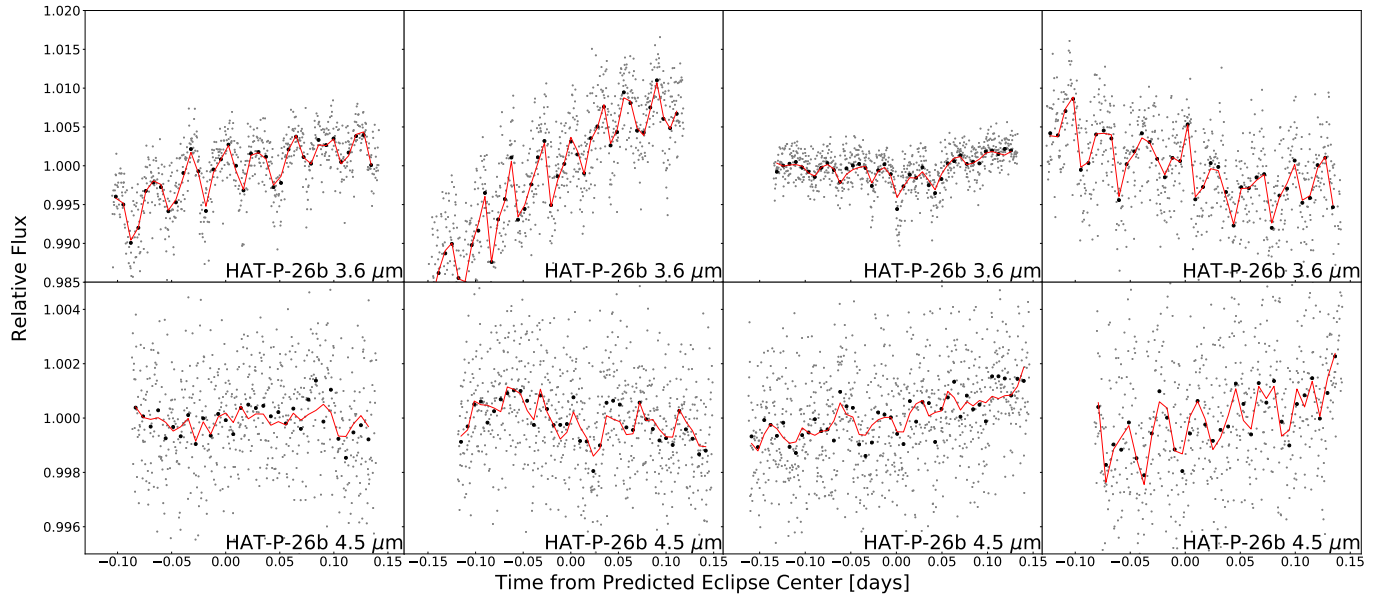 1.020
1.015
1.010
1.005
1.000
0.995
0.990
0.985
HAT-P-26b 3.6 μm
HAT-P-26b 3.6 μm
HAT-P-26b 3.6 μm
HAT-P-26b 3.6 μm
Relative Flux
1.004
1.002
1.000
0.998
0.996
HAT-P-26b 4.5 μm
HAT-P-26b 4.5 μm
HAT-P-26b 4.5 μm
HAT-P-26b 4.5 μm
−0.10 −0.05 0.00 0.05 0.10 0.15
−0.15 −0.10 −0.05 0.00 0.05 0.10 0.15
−0.15 −0.10 −0.05 0.00 0.05 0.10 0.15
−0.10 −0.05 0.00 0.05 0.10 0.15
Time from Predicted Eclipse Center [days]